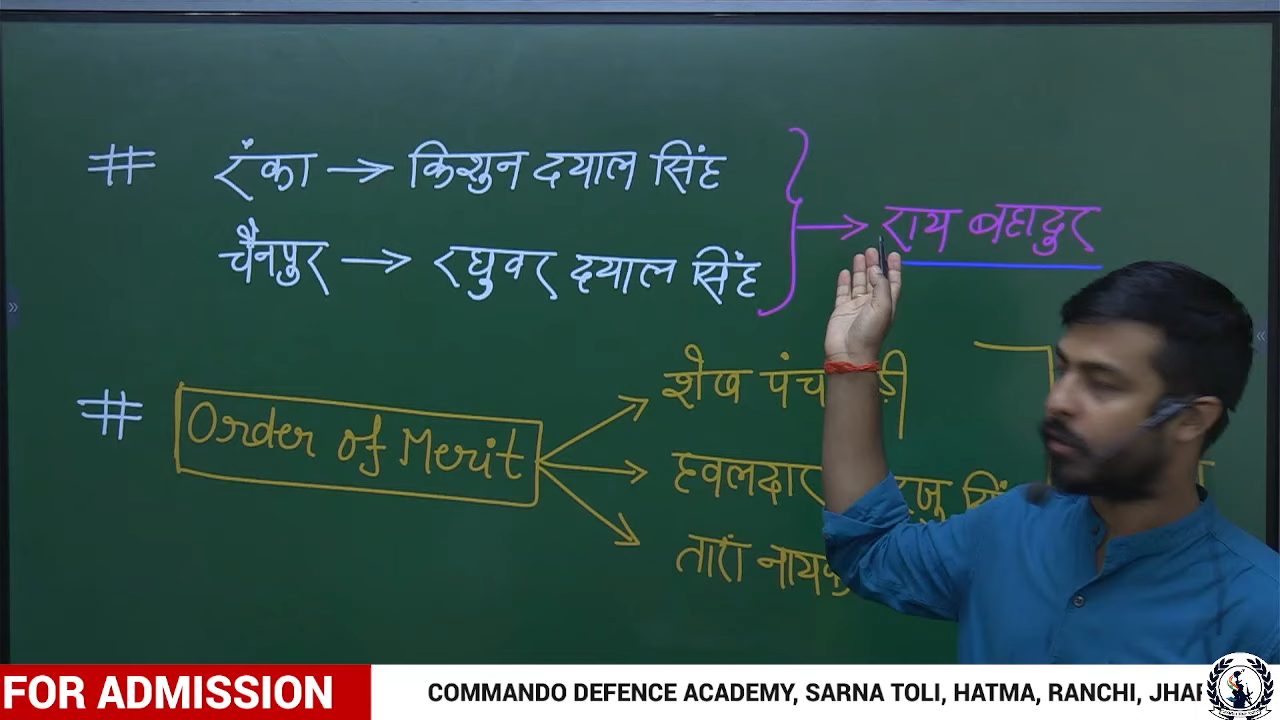 # रंका → किशुन दयाल सिंह
चैनपुर → रघुवर दयाल सिंह
→ राय बहादुर
# Order of Merit
शेख पंच
हवलदार सिं
तारा नायक
FOR ADMISSION
COMMANDO DEFENCE ACADEMY, SARNA TOLI, HATMA, RANCHI, JHAR